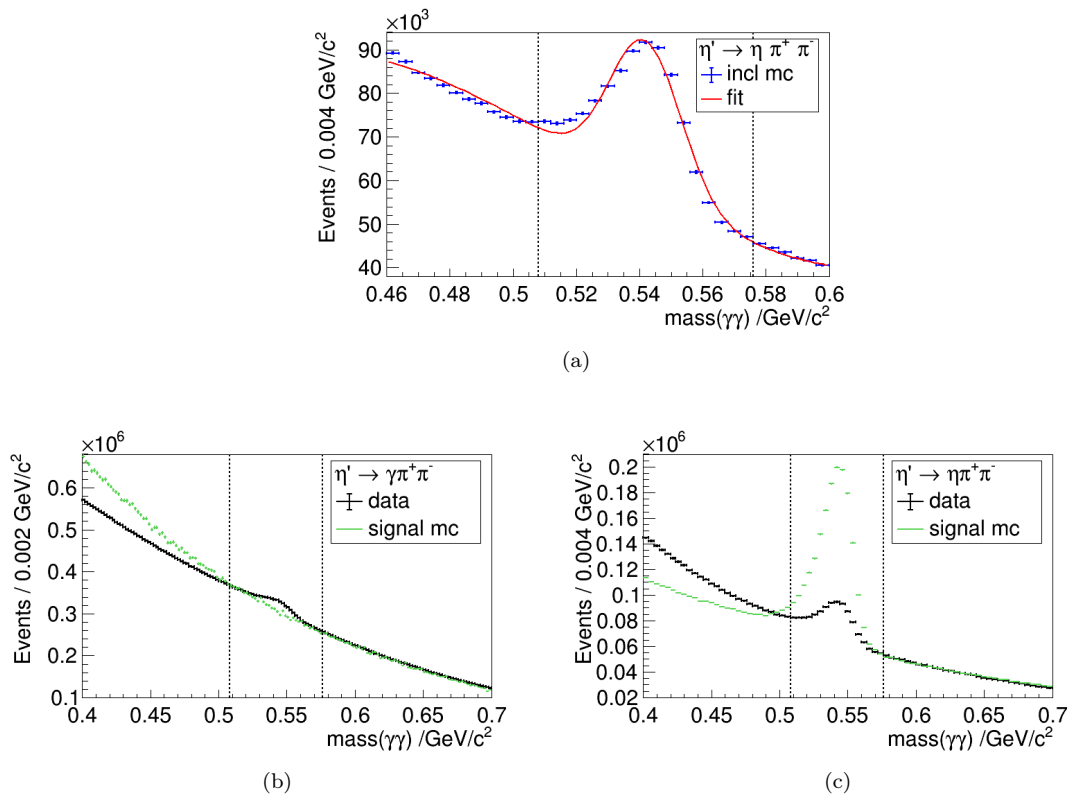 ×10³
Events / 0.004 GeV/c²
90
80
70
60
50
40
η' → η π⁺ π⁻
incl mc
fit
0.46 0.48 0.5 0.52 0.54 0.56 0.58 0.6
mass(γγ) /GeV/c²
(a)
×10⁶
Events / 0.002 GeV/c²
0.6
0.5
0.4
0.3
0.2
0.1
η' → γπ⁺π⁻
data
signal mc
0.4 0.45 0.5 0.55 0.6 0.65 0.7
mass(γγ) /GeV/c²
(b)
×10⁶
Events / 0.004 GeV/c²
0.2
0.18
0.16
0.14
0.12
0.1
0.08
0.06
0.04
0.02
η' → ηπ⁺π⁻
data
signal mc
0.4 0.45 0.5 0.55 0.6 0.65 0.7
mass(γγ) /GeV/c²
(c)